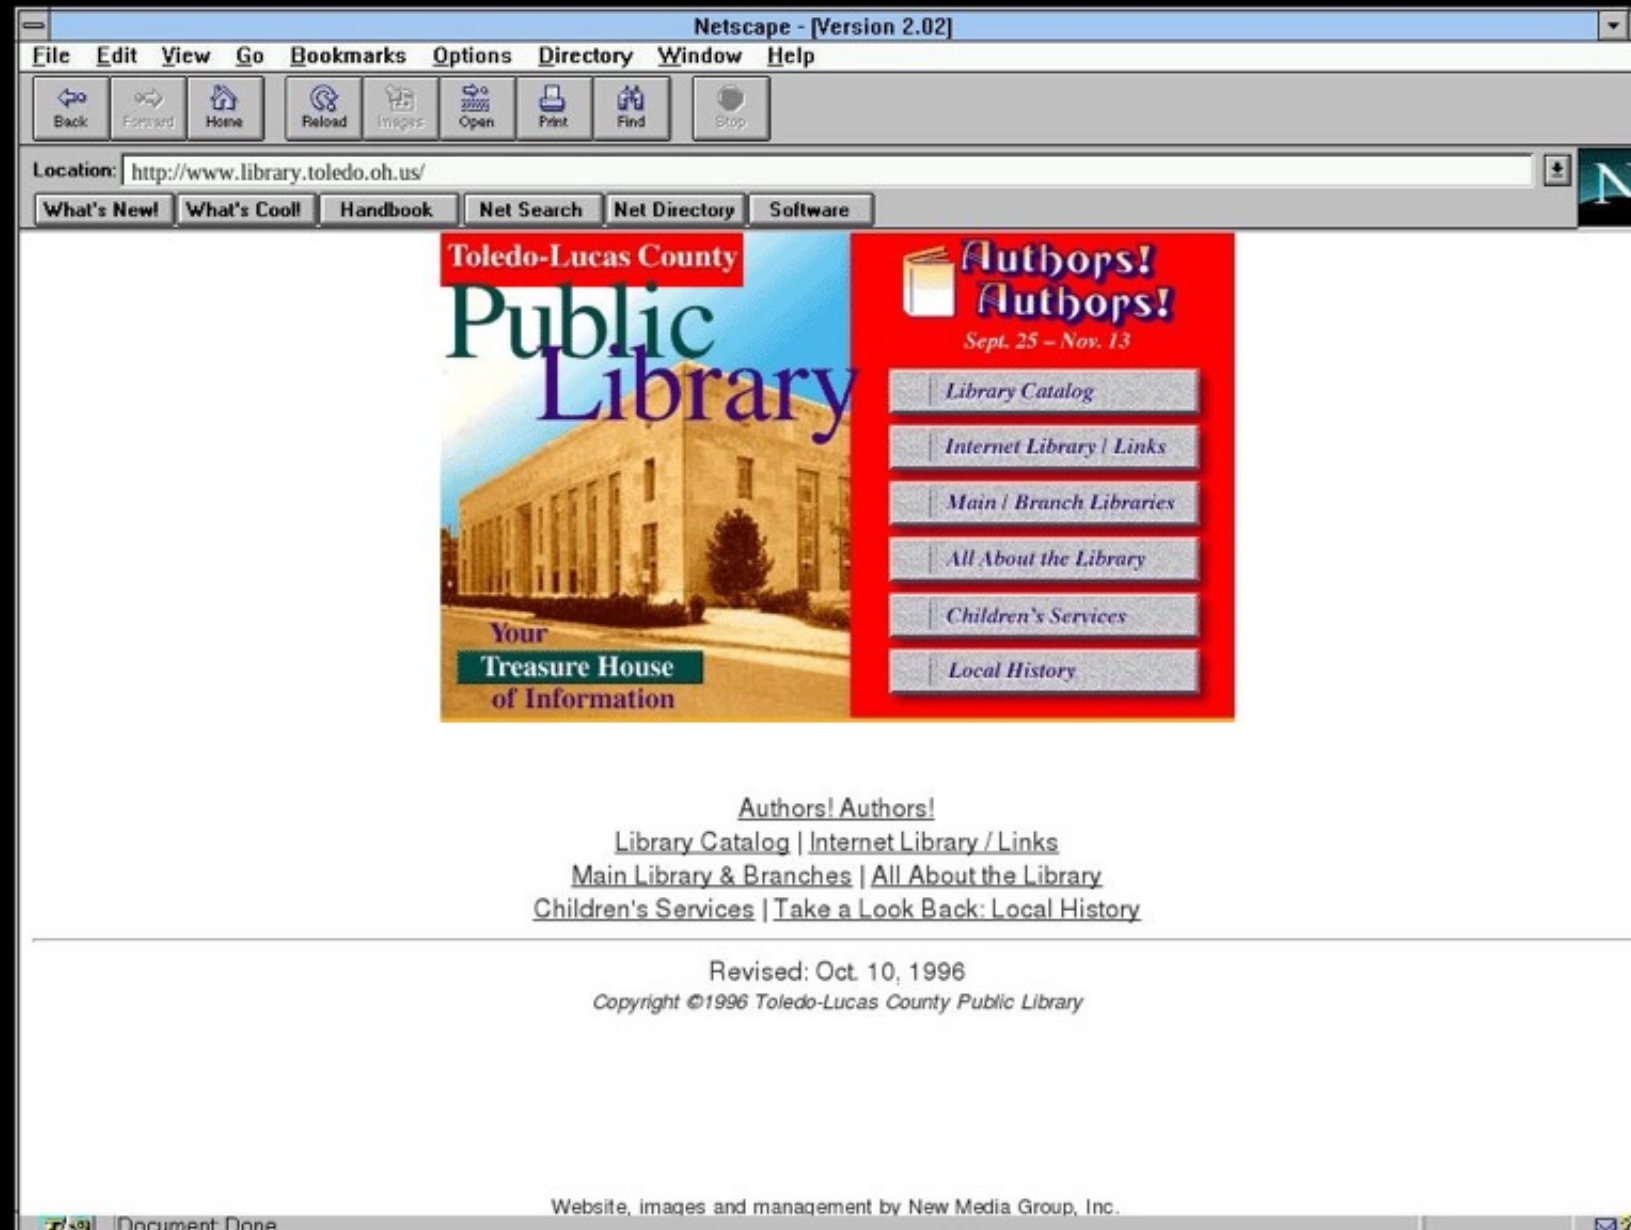 Netscape - [Version 2.02]
File Edit View Go Bookmarks Options Directory Window Help
Back Forward Home Reload Images Open Print Find Stop
Location: http://www.library.toledo.oh.us/
N
What's New! What's Cool! Handbook Net Search Net Directory Software
Toledo-Lucas County
Public
Library
Your
Treasure House
of Information
Authors!
Authors!
Sept. 25 – Nov. 13
Library Catalog
Internet Library / Links
Main / Branch Libraries
All About the Library
Children's Services
Local History
Authors! Authors!
Library Catalog | Internet Library / Links
Main Library & Branches | All About the Library
Children's Services | Take a Look Back: Local History
Revised: Oct. 10, 1996
Copyright ©1996 Toledo-Lucas County Public Library
Website, images and management by New Media Group, Inc.
Document: Done